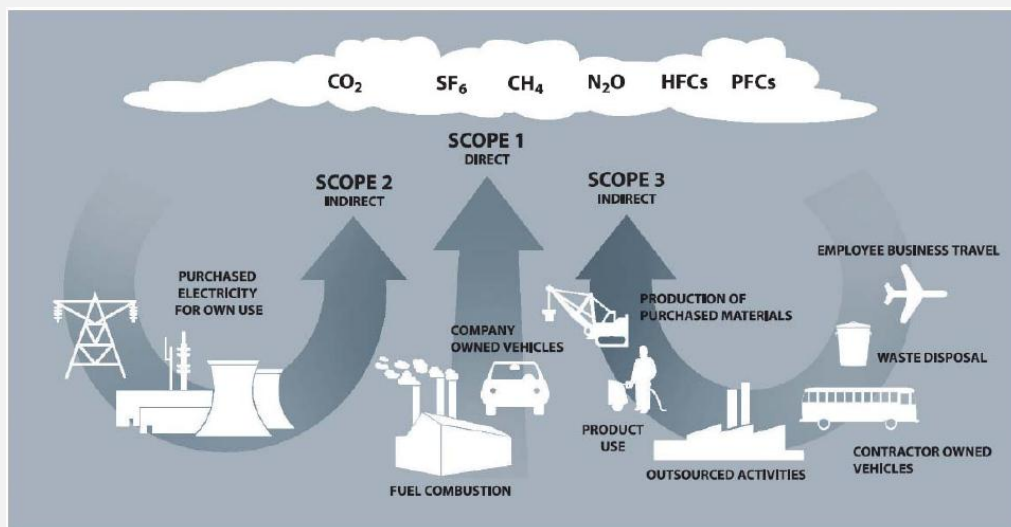 CO₂ SF₆ CH₄ N₂O HFCs PFCs
SCOPE 1
DIRECT
SCOPE 2
INDIRECT
SCOPE 3
INDIRECT
PURCHASED
ELECTRICITY
FOR OWN USE
COMPANY
OWNED VEHICLES
FUEL COMBUSTION
PRODUCTION OF
PURCHASED MATERIALS
PRODUCT
USE
OUTSOURCED ACTIVITIES
EMPLOYEE BUSINESS TRAVEL
WASTE DISPOSAL
CONTRACTOR OWNED
VEHICLES